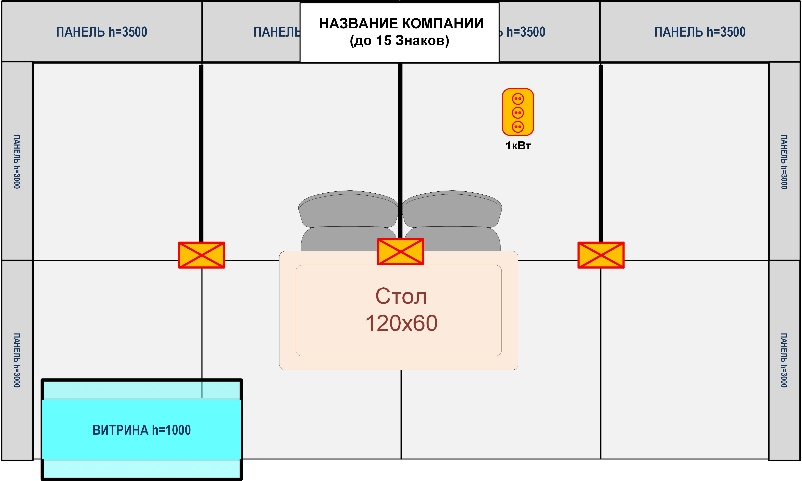 НАЗВАНИЕ КОМПАНИИ
(до 15 Знаков)
ПАНЕЛЬ h=3500
ПАНЕЛЬ
h=3500
ПАНЕЛЬ h=3500
1кВт
ПАНЕЛЬ h=3000
ПАНЕЛЬ h=3000
Стол
120х60
ПАНЕЛЬ h=3000
ПАНЕЛЬ h=3000
ВИТРИНА h=1000